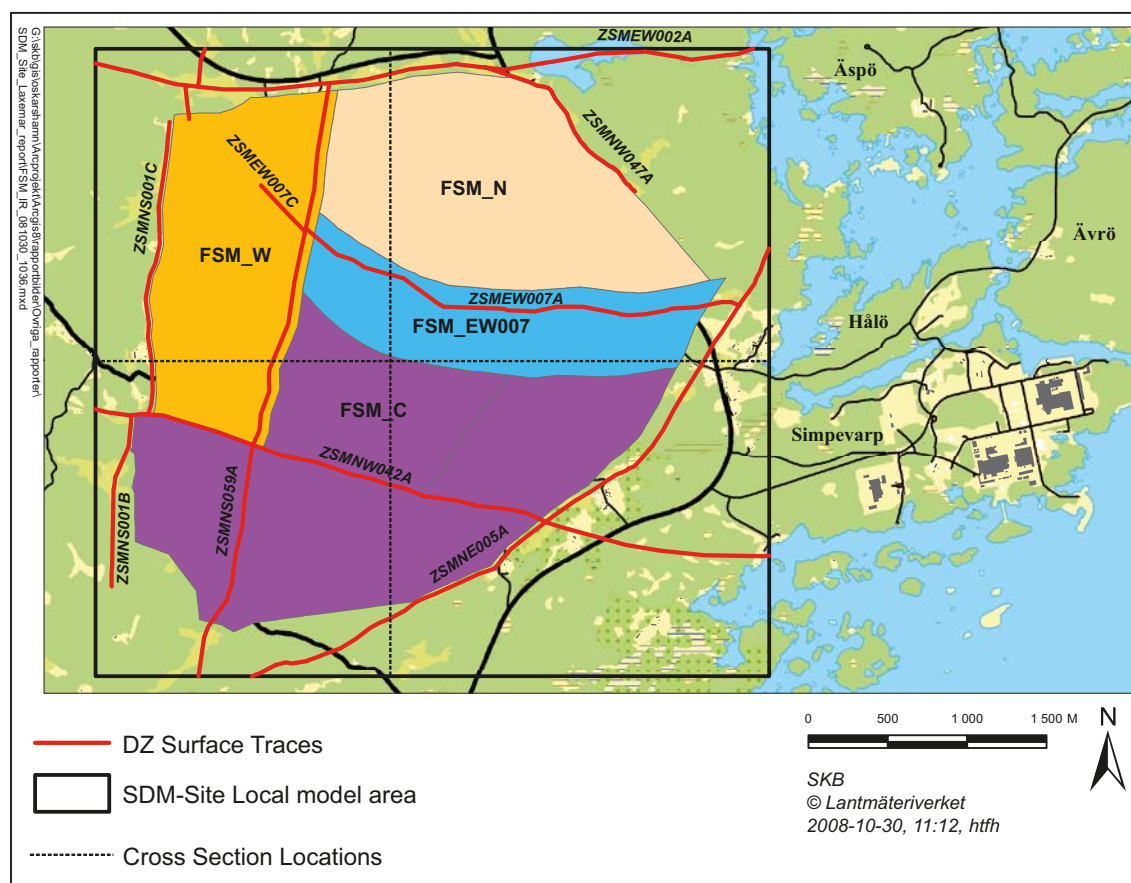 G:\skb\gis\oskarshamn\Arcprojekt\Arcgis8\rapportbilder\Ovriga_rapporter\
SDM_Site_Laxemar_report\FSM_IR_081030_1036.mxd
ZSMEW002A
Äspö
ZSMNW047A
ZSMEW007C
ZSMNS001C
FSM_N
Ävrö
FSM_W
ZSMEW007A
FSM_EW007
Hålö
FSM_C
Simpevarp
ZSMNW042A
ZSMNS059A
ZSMNS001B
ZSMNE005A
DZ Surface Traces
SDM-Site Local model area
Cross Section Locations
0 500 1 000 1 500 M
N
SKB
© Lantmäteriverket
2008-10-30, 11:12, htfh